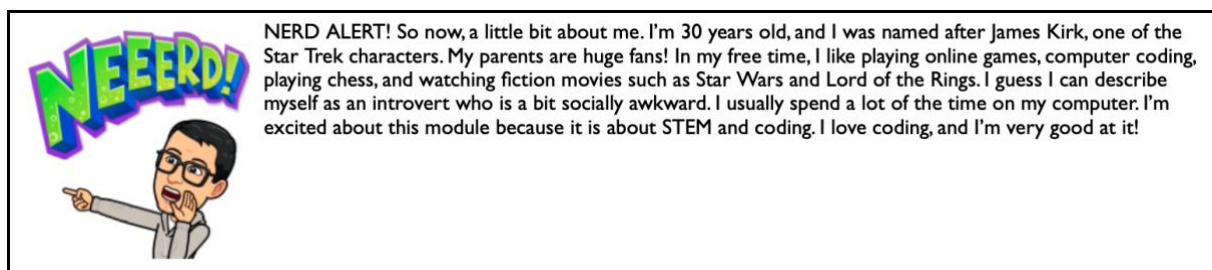 NEEERD!
NERD ALERT! So now, a little bit about me. I'm 30 years old, and I was named after James Kirk, one of the
Star Trek characters. My parents are huge fans! In my free time, I like playing online games, computer coding,
playing chess, and watching fiction movies such as Star Wars and Lord of the Rings. I guess I can describe
myself as an introvert who is a bit socially awkward. I usually spend a lot of the time on my computer. I'm
excited about this module because it is about STEM and coding. I love coding, and I'm very good at it!